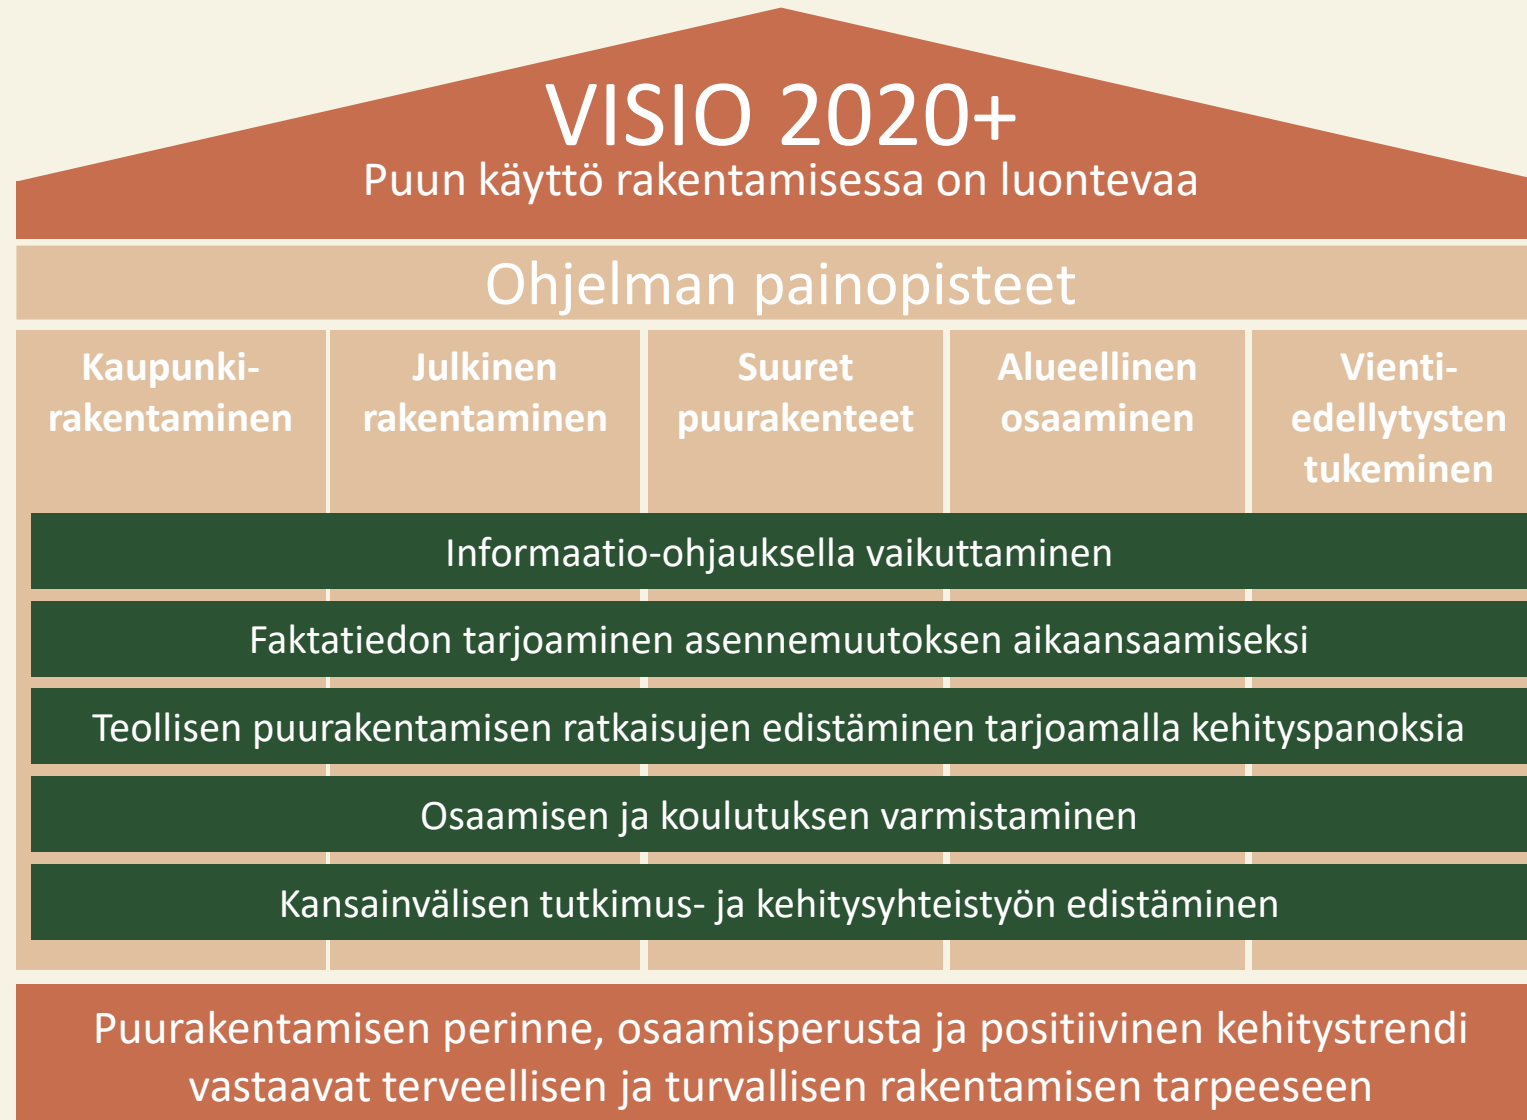 VISIO 2020+
Puun käyttö rakentamisessa on luontevaa
Ohjelman painopisteet
Kaupunki-
rakentaminen
Julkinen
rakentaminen
Suuret
puurakenteet
Alueellinen
osaaminen
Vienti-
edellytysten
tukeminen
Informaatio-ohjauksella vaikuttaminen
Faktatiedon tarjoaminen asennemuutoksen aikaansaamiseksi
Teollisen puurakentamisen ratkaisujen edistäminen tarjoamalla kehityspanoksia
Osaamisen ja koulutuksen varmistaminen
Kansainvälisen tutkimus- ja kehitysyhteistyön edistäminen
Puurakentamisen perinne, osaamisperusta ja positiivinen kehitystrendi
vastaavat terveellisen ja turvallisen rakentamisen tarpeeseen